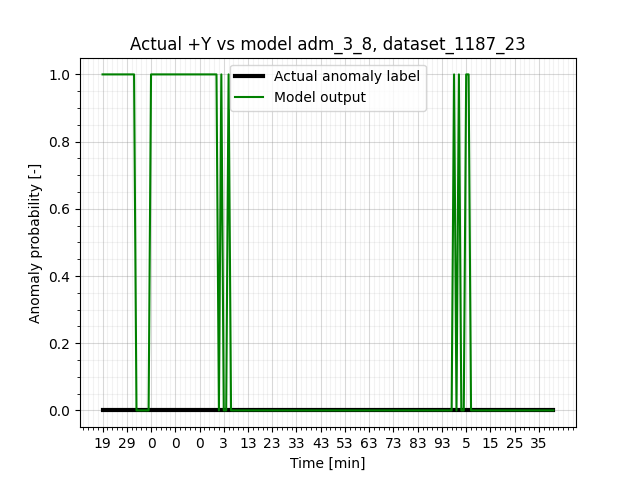 Actual +Y vs model adm_3_8, dataset_1187_23
Actual anomaly label
Model output
Anomaly probability [-]
1.0
0.8
0.6
0.4
0.2
0.0
19 29 0 0 0 3 13 23 33 43 53 63 73 83 93 5 15 25 35
Time [min]